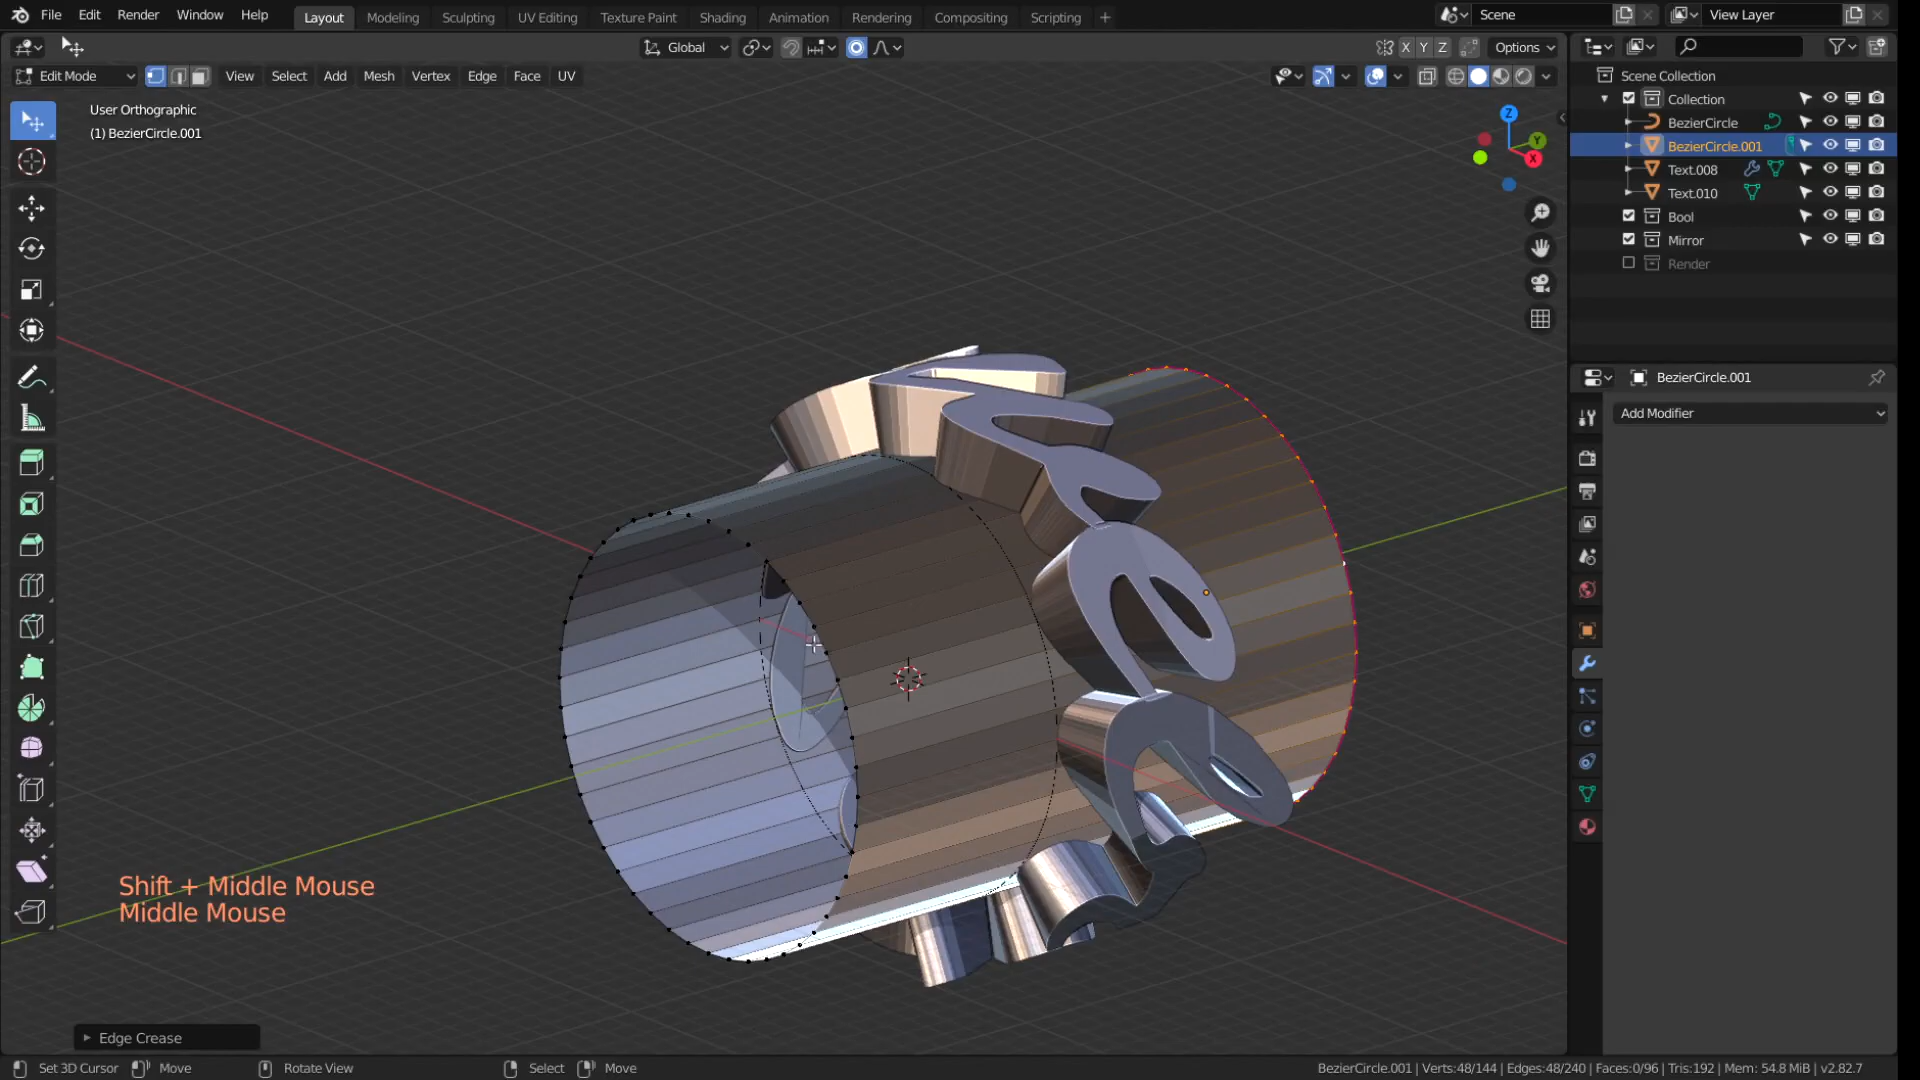 File Edit Render Window Help Layout Modeling Sculpting UV Editing Texture Paint Shading Animation Rendering Compositing Scripting + Scene View Layer
Global X Y Z Options
Edit Mode View Select Add Mesh Vertex Edge Face UV
Scene Collection
User Orthographic
(1) BezierCircle.001
Collection
BezierCircle
BezierCircle.001
Text.008
Text.010
Bool
Mirror
Render
Z
Y
X
BezierCircle.001
Add Modifier
Shift + Middle Mouse
Middle Mouse
Edge Crease
Set 3D Cursor Move Rotate View Select Move BezierCircle.001 | Verts:48/144 | Edges:48/240 | Faces:0/96 | Tris:192 | Mem: 54.8 MiB | v2.82.7